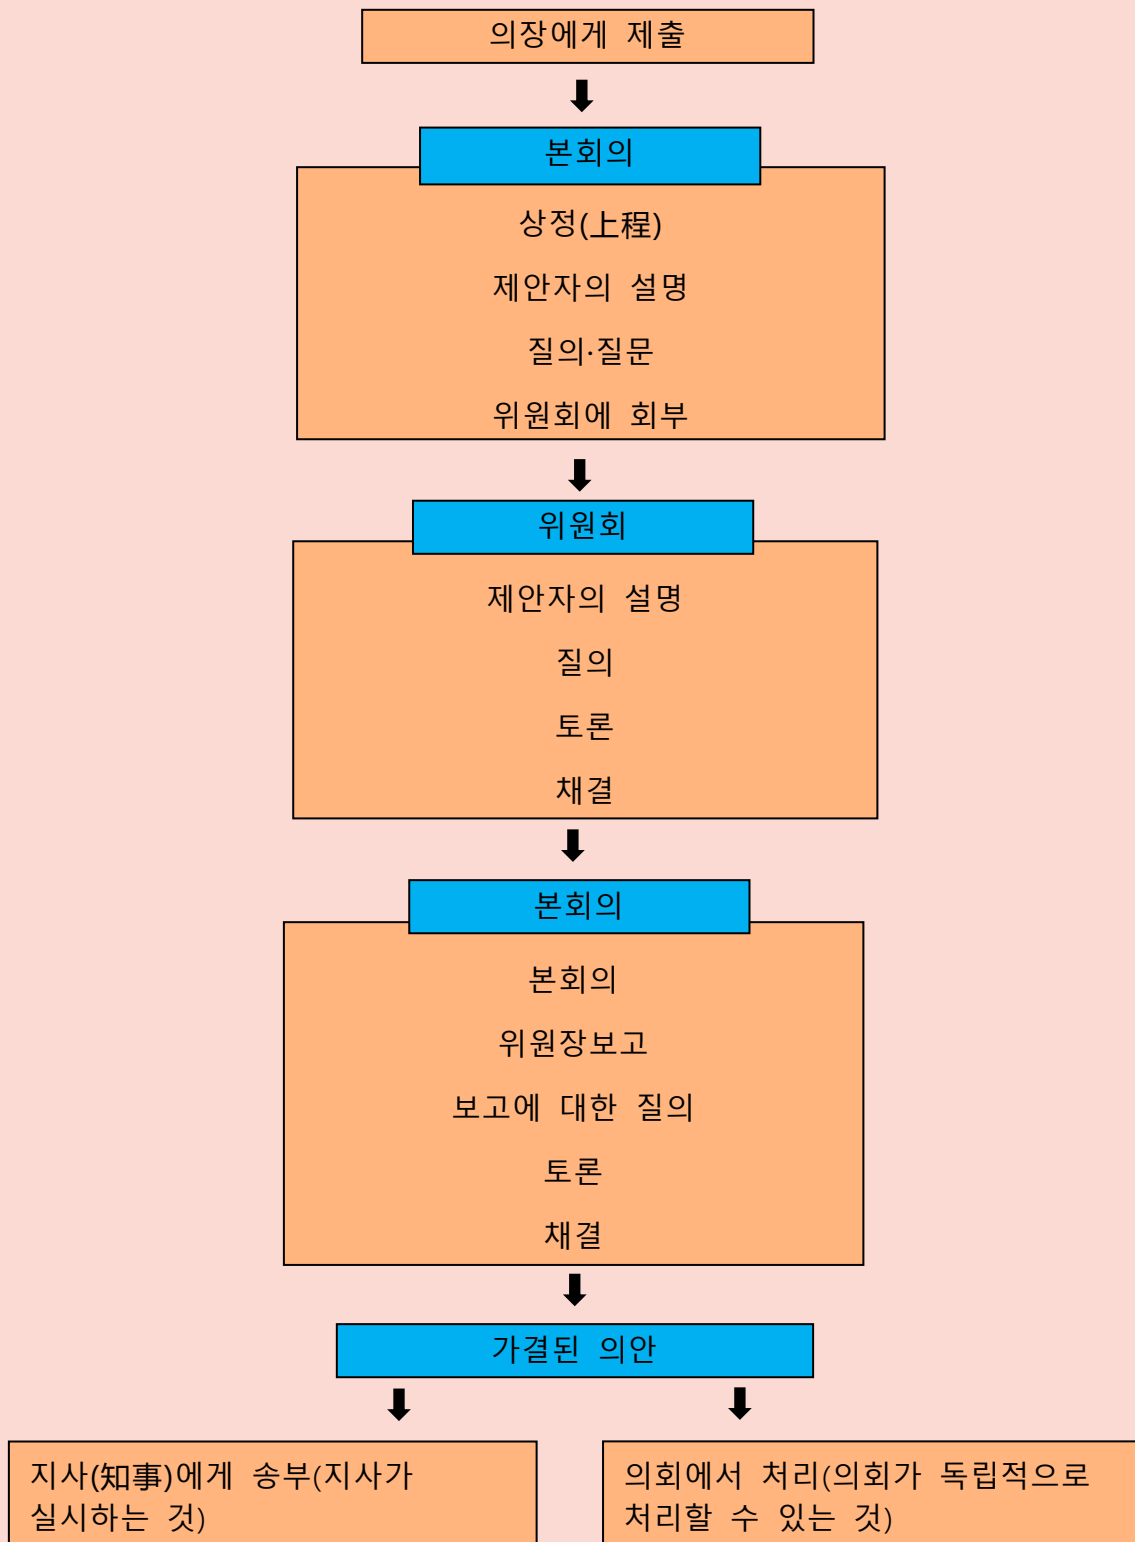 의장에게 제출
본회의
상정(上程)
제안자의 설명
질의·질문
위원회에 회부
위원회
제안자의 설명
질의
토론
채결
본회의
본회의
위원장보고
보고에 대한 질의
토론
채결
가결된 의안
지사(知事)에게 송부(지사가
실시하는 것)
의회에서 처리(의회가 독립적으로
처리할 수 있는 것)